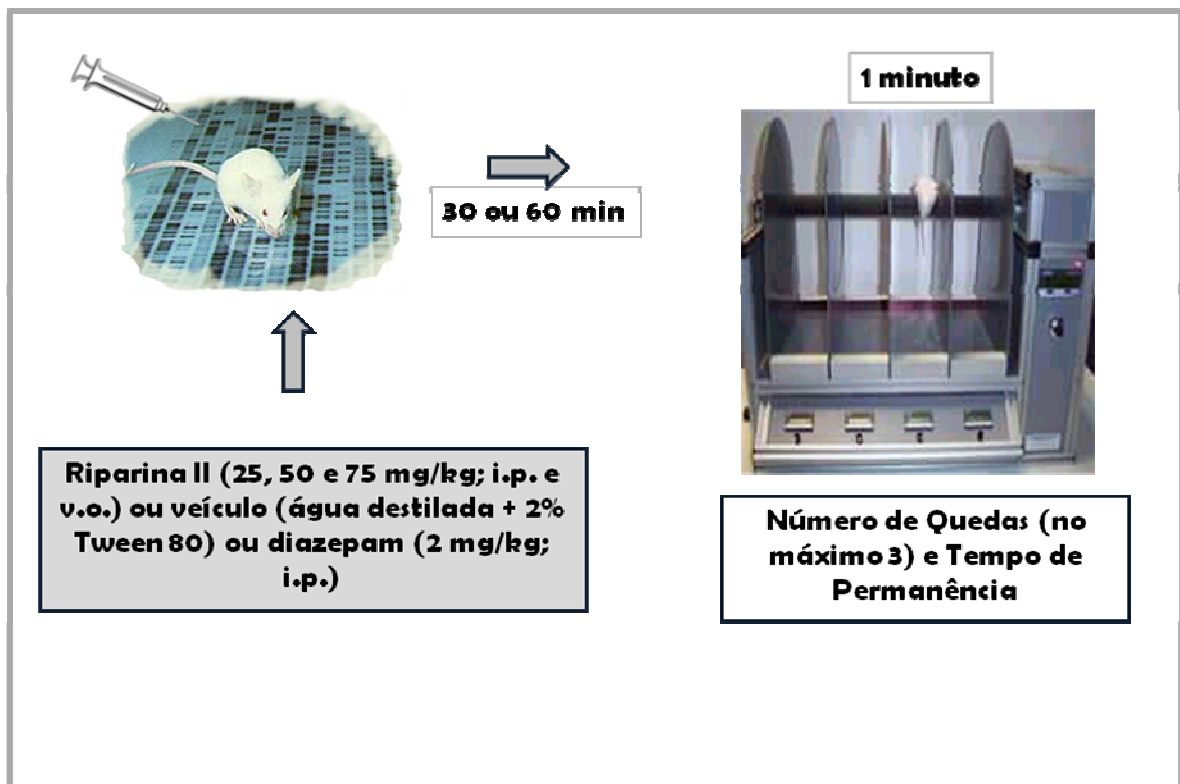 1 minuto
30 ou 60 min
Riparina II (25, 50 e 75 mg/kg; i.p. e
v.o.) ou veículo (água destilada + 2%
Tween 80) ou diazepam (2 mg/kg;
i.p.)
Número de Quedas (no
máximo 3) e Tempo de
Permanência